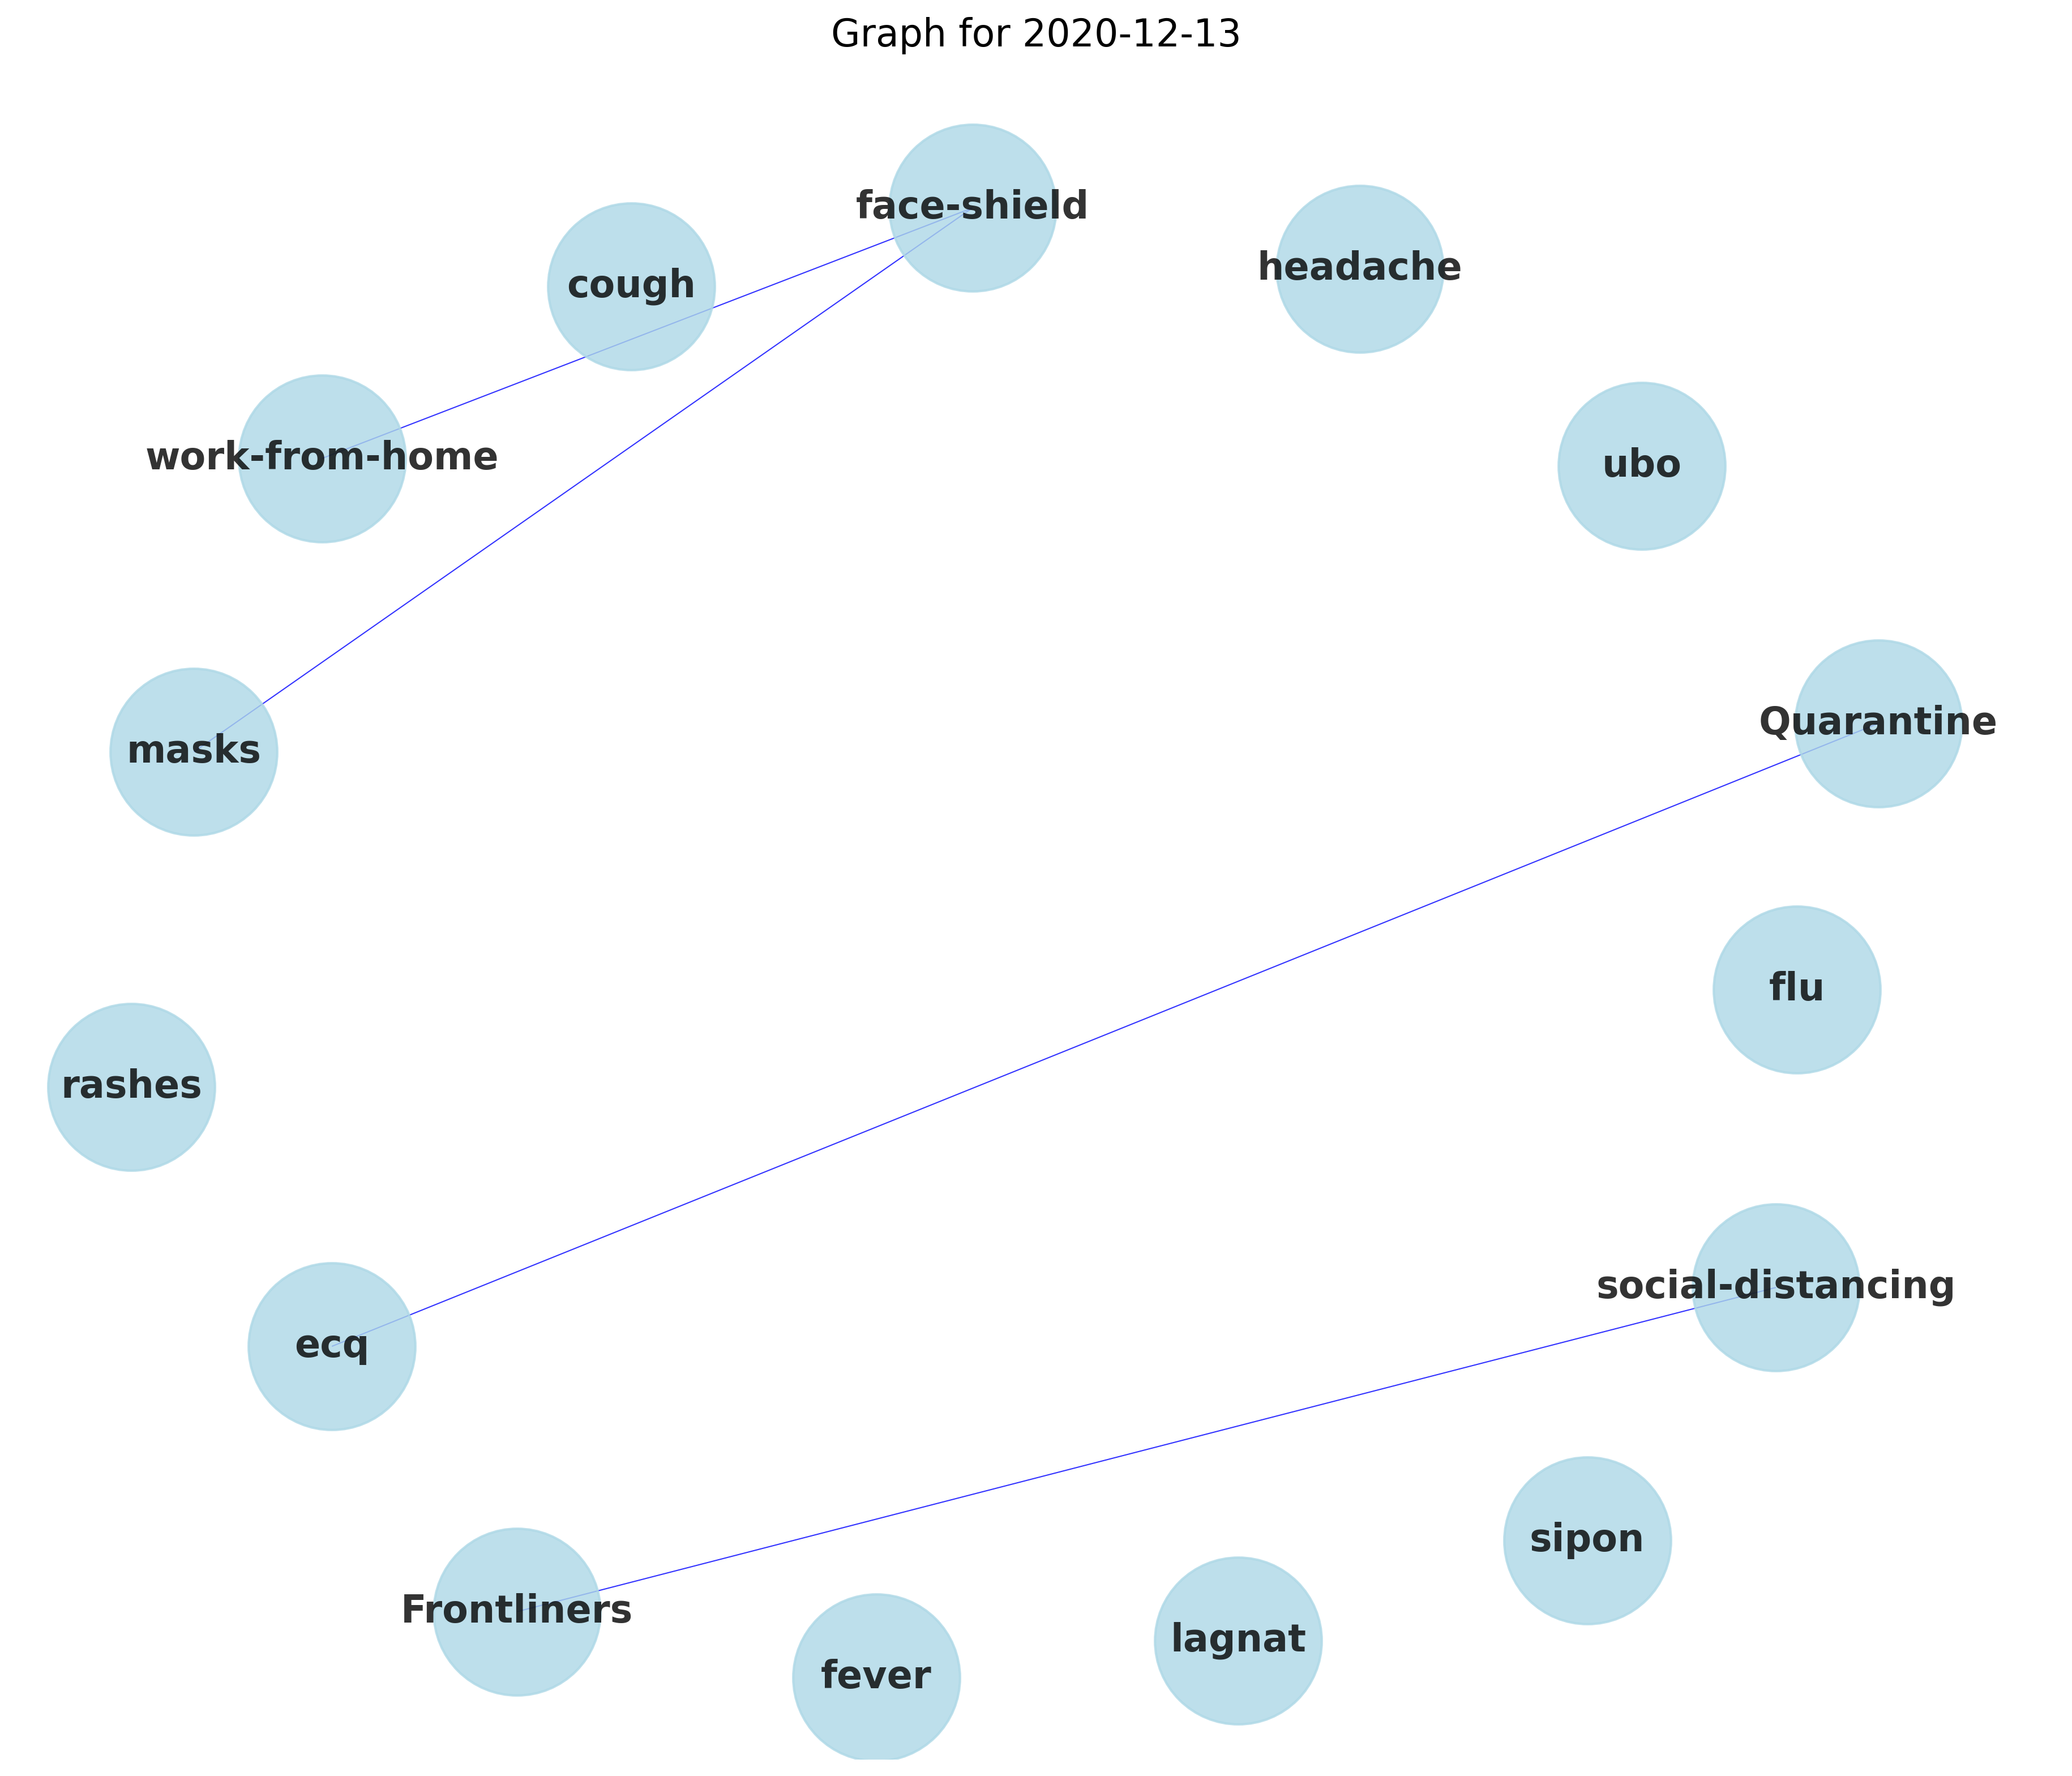 Graph for 2020-12-13
face-shield
headache
cough
work-from-home
ubo
masks
Quarantine
flu
rashes
social-distancing
ecq
sipon
Frontliners
lagnat
fever